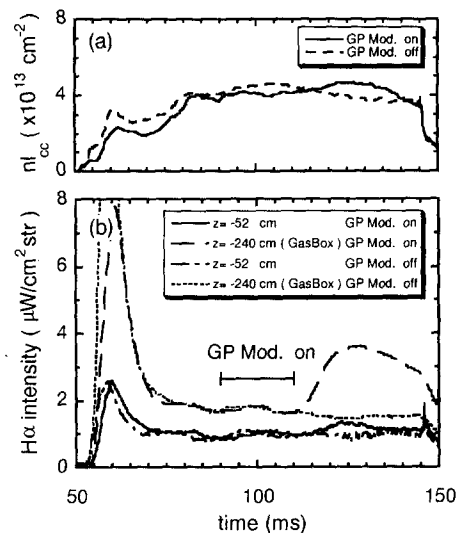 (a)
GP Mod. on
GP Mod. off
nl cc ( x10 13 cm -2 )
8
4
0
(b)
z= -52 cm GP Mod. on
z= -240 cm ( GasBox ) GP Mod. on
z= -52 cm GP Mod. off
z= -240 cm ( GasBox ) GP Mod. off
Hα intensity ( μW/cm 2 str )
8
6
4
2
0
GP Mod. on
50
100
150
time (ms)